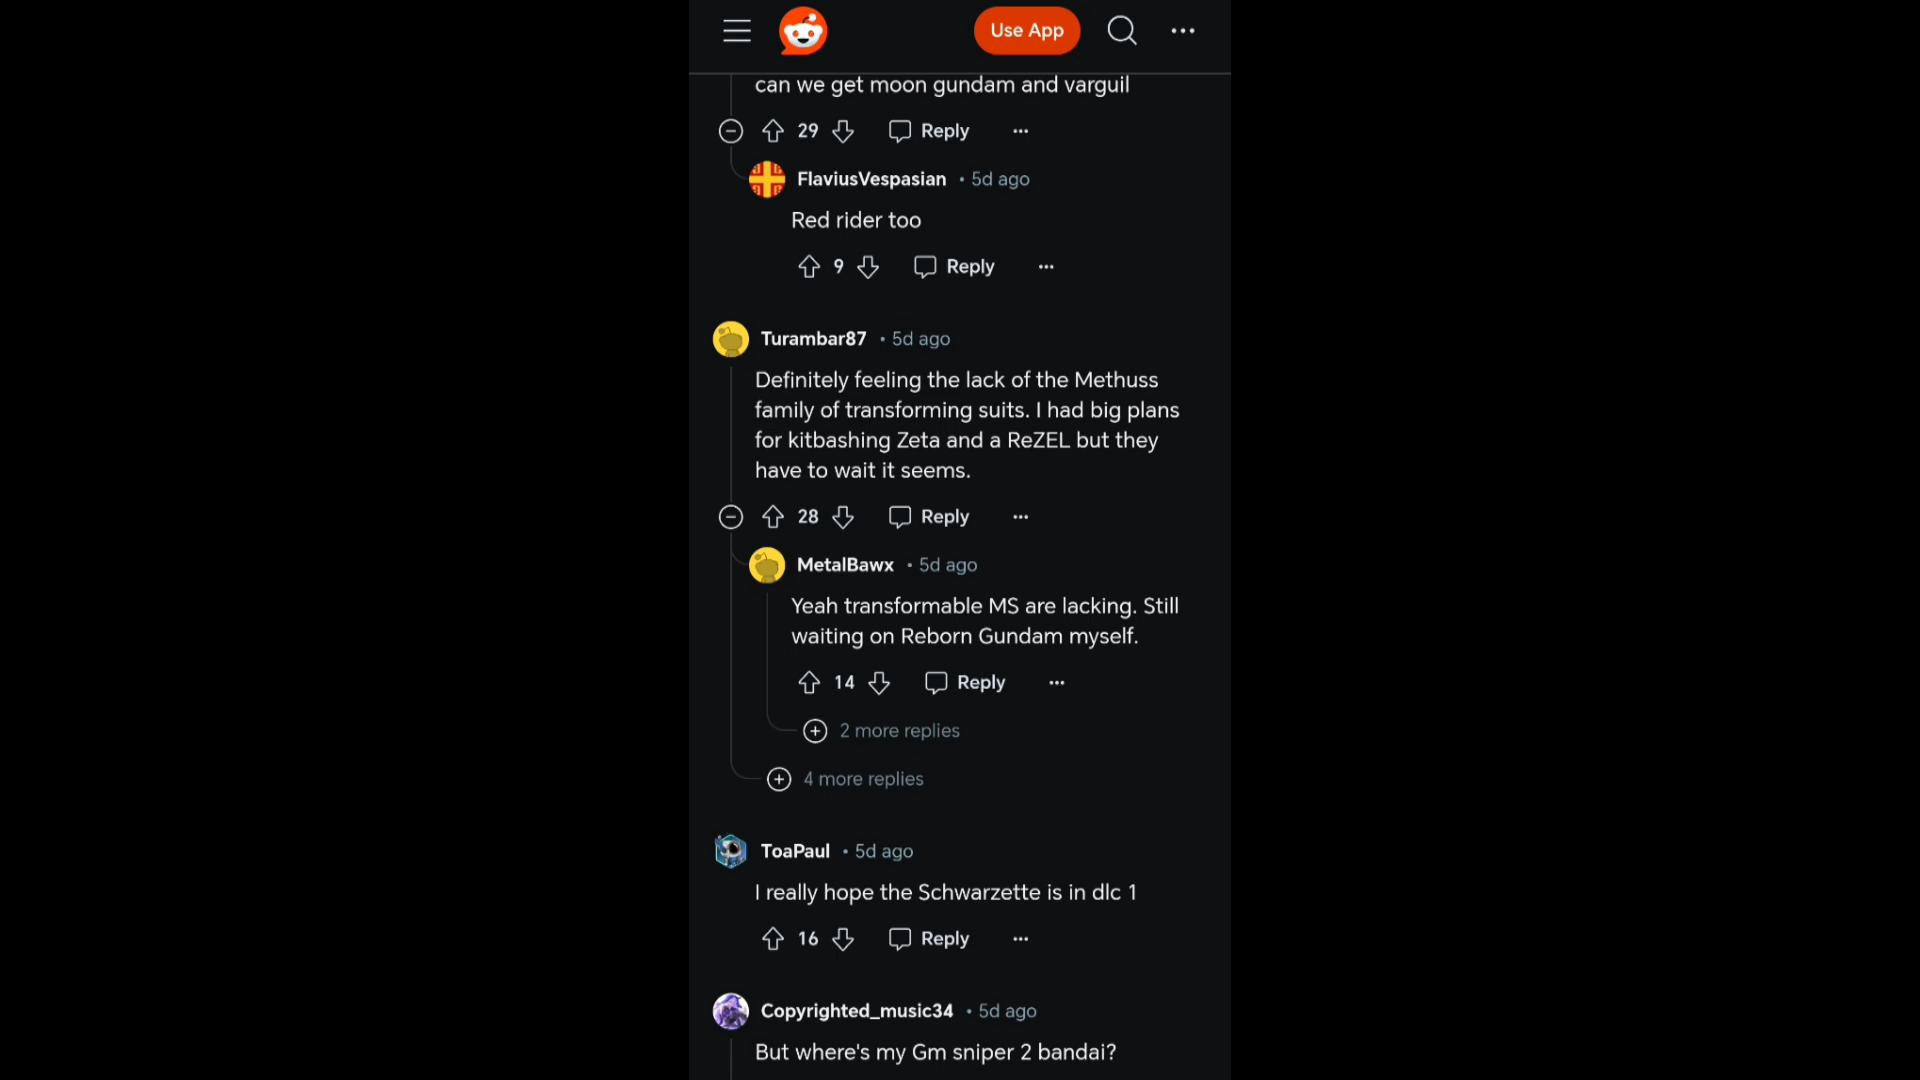 Use App
can we get moon gundam and varguil
29 Reply
FlaviusVespasian • 5d ago
Red rider too
9 Reply
Turambar87 • 5d ago
Definitely feeling the lack of the Methuss
family of transforming suits. I had big plans
for kitbashing Zeta and a ReZEL but they
have to wait it seems.
28 Reply
MetalBawx • 5d ago
Yeah transformable MS are lacking. Still
waiting on Reborn Gundam myself.
14 Reply
2 more replies
4 more replies
ToaPaul • 5d ago
I really hope the Schwarzette is in dlc 1
16 Reply
Copyrighted_music34 • 5d ago
But where's my Gm sniper 2 bandai?